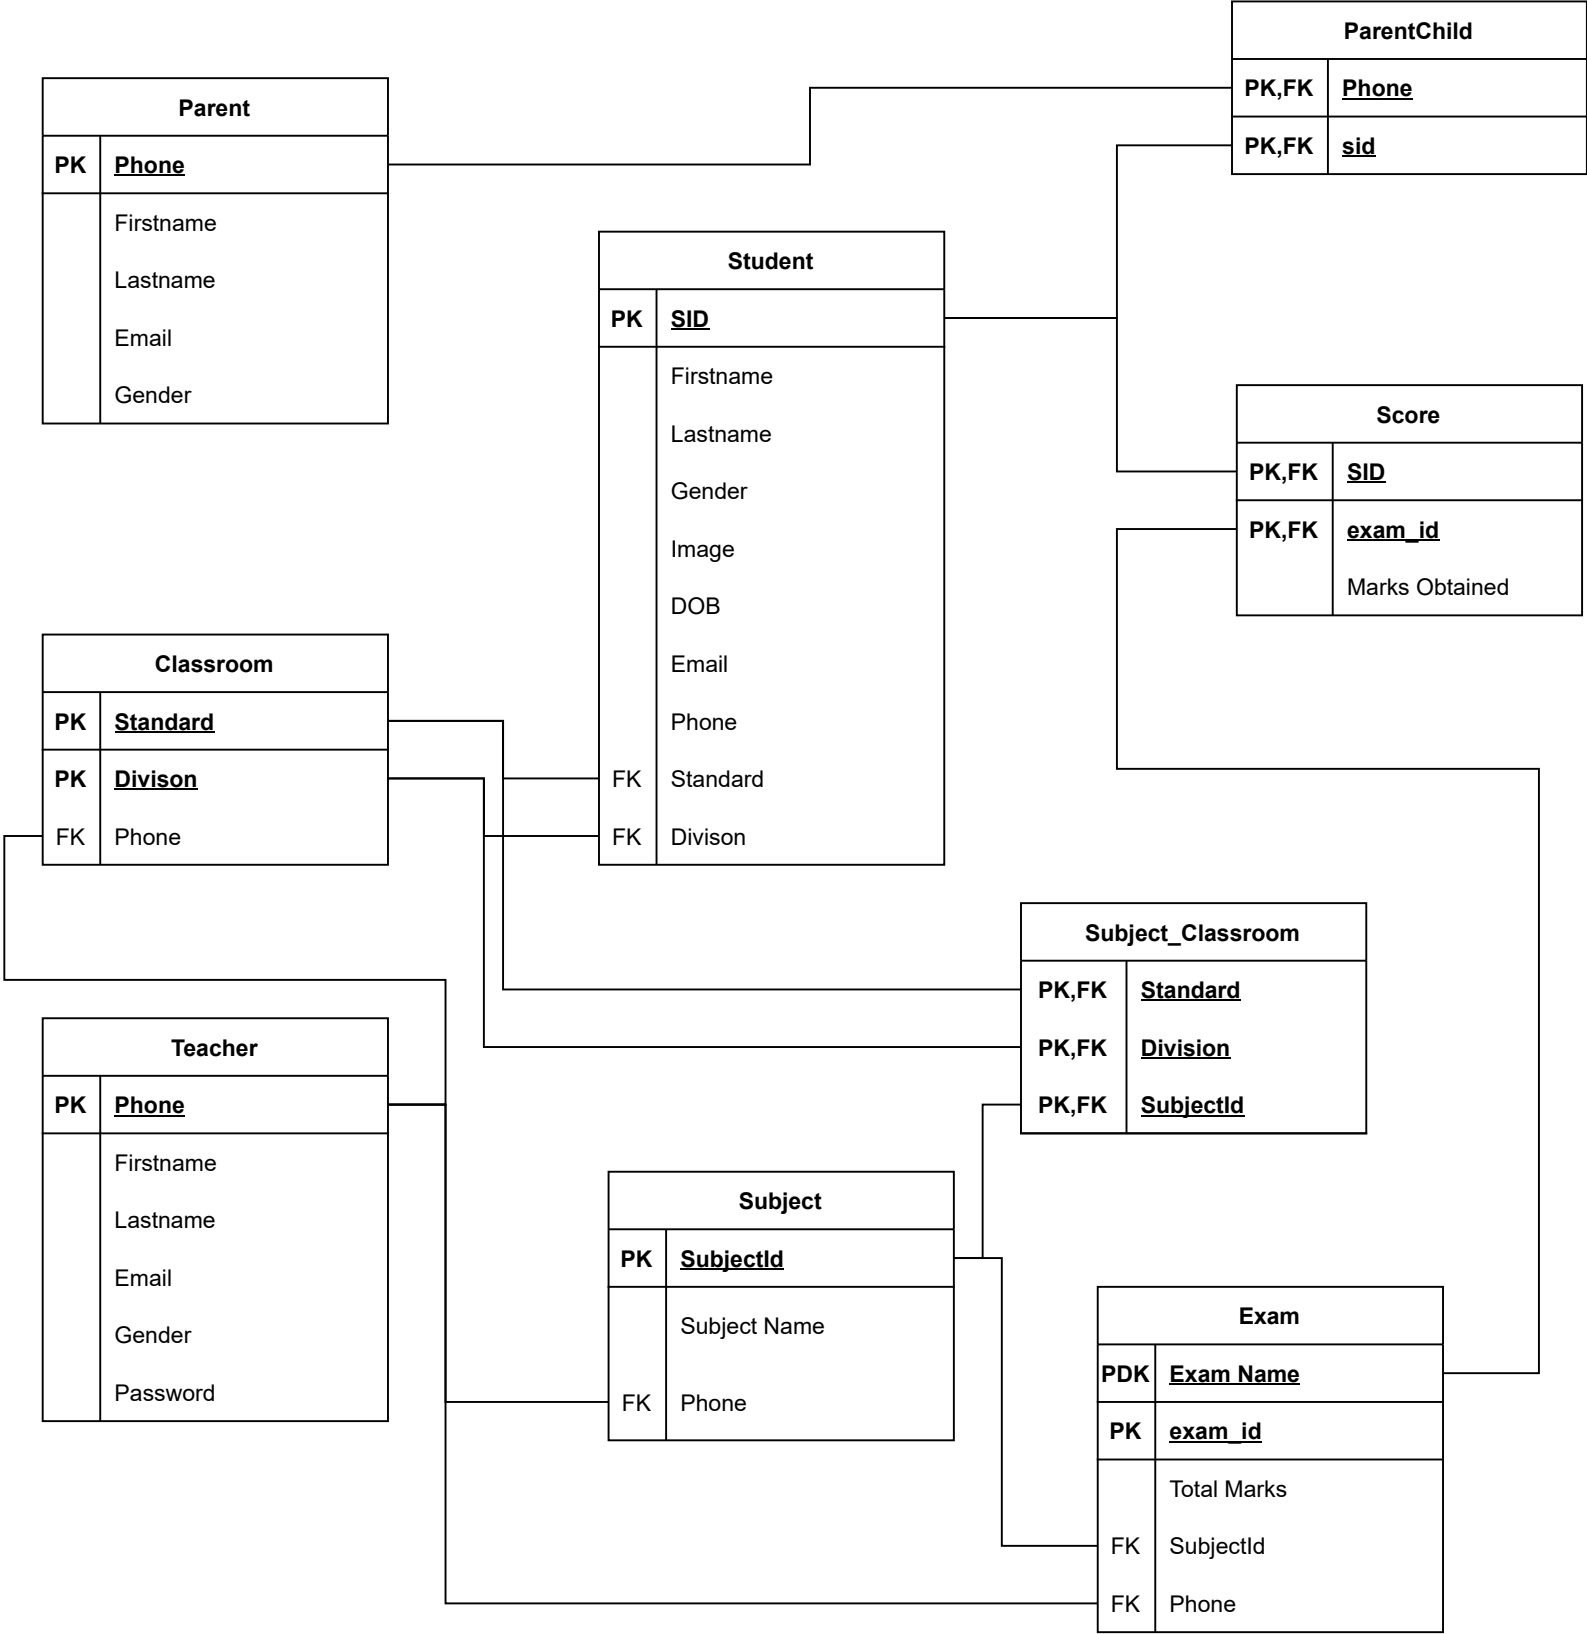 ParentChild
PK,FK Phone
PK,FK sid
Parent
PK Phone
Firstname
Lastname
Email
Gender
Student
PK SID
Firstname
Lastname
Gender
Image
DOB
Email
Phone
FK Standard
FK Divison
Score
PK,FK SID
PK,FK exam_id
Marks Obtained
Classroom
PK Standard
PK Divison
FK Phone
Subject_Classroom
PK,FK Standard
PK,FK Division
PK,FK SubjectId
Teacher
PK Phone
Firstname
Lastname
Email
Gender
Password
Subject
PK SubjectId
Subject Name
FK Phone
Exam
PDK Exam Name
PK exam_id
Total Marks
FK SubjectId
FK Phone